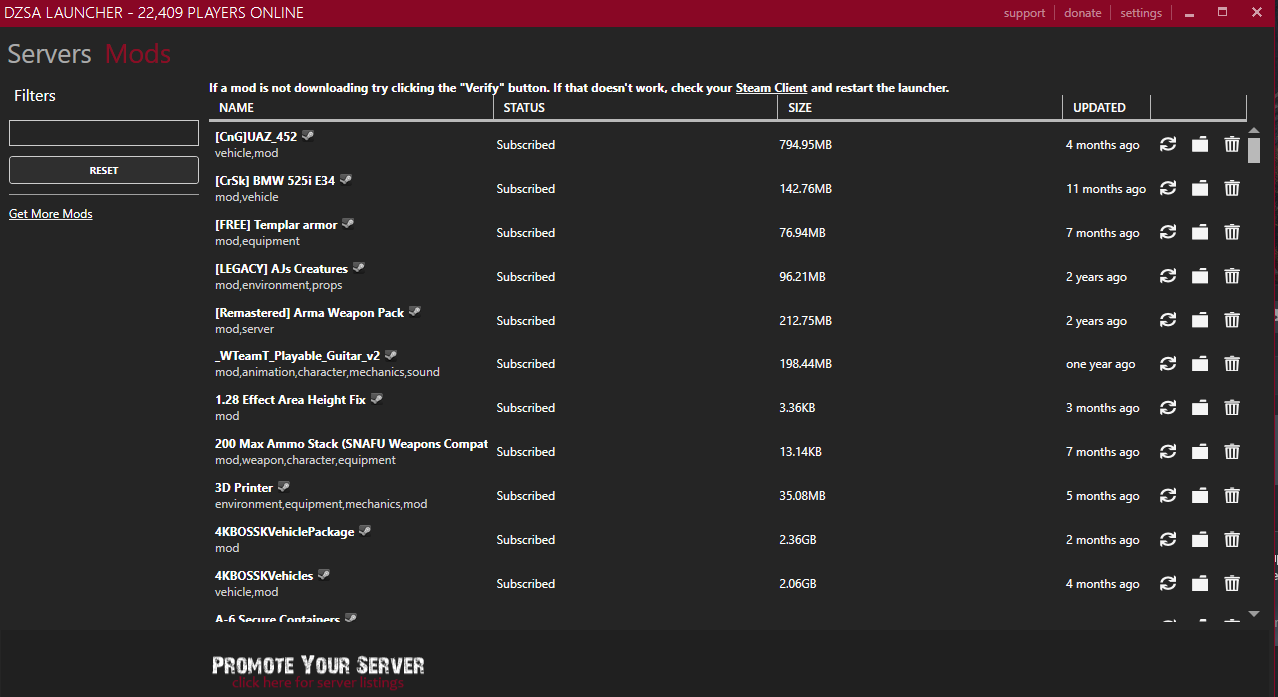 DZSA LAUNCHER - 22,409 PLAYERS ONLINE support donate settings
Servers Mods
Filters
RESET
Get More Mods
If a mod is not downloading try clicking the "Verify" button. If that doesn't work, check your Steam Client and restart the launcher.
NAME STATUS SIZE UPDATED
[CnG]UAZ_452
vehicle,mod
Subscribed 794.95MB 4 months ago
[CrSk] BMW 525i E34
mod,vehicle
Subscribed 142.76MB 11 months ago
[FREE] Templar armor
mod,equipment
Subscribed 76.94MB 7 months ago
[LEGACY] AJs Creatures
mod,environment,props
Subscribed 96.21MB 2 years ago
[Remastered] Arma Weapon Pack
mod,server
Subscribed 212.75MB 2 years ago
_WTeamT_Playable_Guitar_v2
mod,animation,character,mechanics,sound
Subscribed 198.44MB one year ago
1.28 Effect Area Height Fix
mod
Subscribed 3.36KB 3 months ago
200 Max Ammo Stack (SNAFU Weapons Compat
mod,weapon,character,equipment
Subscribed 13.14KB 7 months ago
3D Printer
environment,equipment,mechanics,mod
Subscribed 35.08MB 5 months ago
4KBOSSKVehiclePackage
mod
Subscribed 2.36GB 2 months ago
4KBOSSKVehicles
vehicle,mod
Subscribed 2.06GB 4 months ago
A-6 Secure Containers
PROMOTE YOUR SERVER
click here for server listings